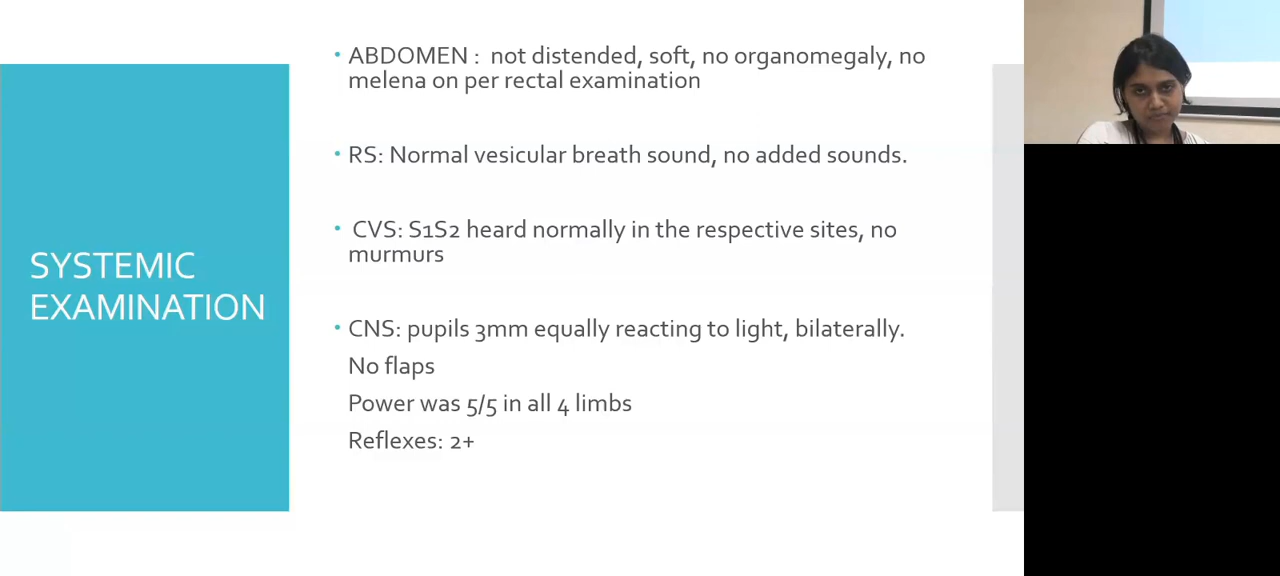 SYSTEMIC
EXAMINATION
• ABDOMEN :  not distended, soft, no organomegaly, no
melena on per rectal examination
• RS: Normal vesicular breath sound, no added sounds.
• CVS: S1S2 heard normally in the respective sites, no
murmurs
• CNS: pupils 3mm equally reacting to light, bilaterally.
No flaps
Power was 5/5 in all 4 limbs
Reflexes: 2+